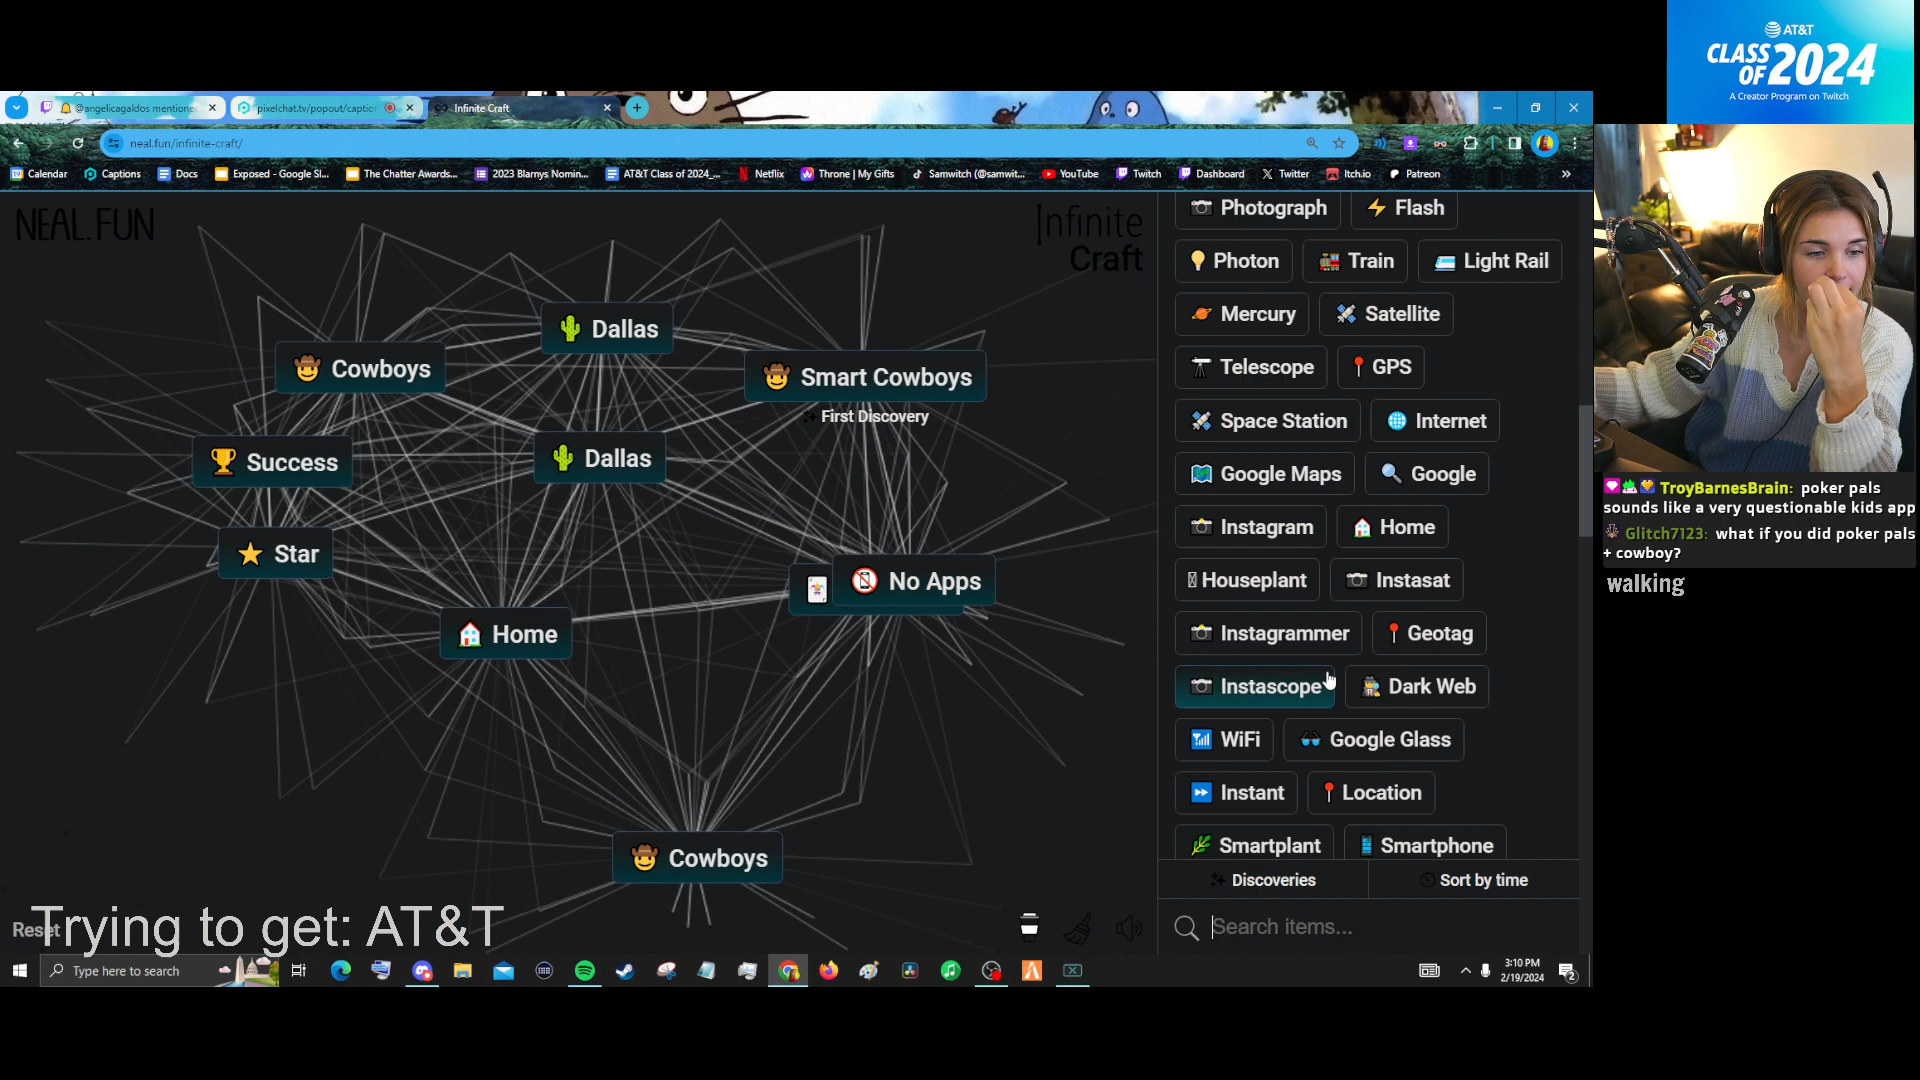 AT&T
CLASS
OF 2024
A Creator Program on Twitch
@angelicagaldos mentione
pixelchat.tv/popout/caption
Infinite Craft
neal.fun/infinite-craft/
Calendar
Captions
Docs
Exposed - Google Sl...
The Chatter Awards...
2023 Blarnys Nomin...
AT&T Class of 2024_...
Netflix
Throne | My Gifts
Samwitch (@samwit...
YouTube
Twitch
Dashboard
Twitter
Itch.io
Patreon
NEAL.FUN
Infinite
Craft
Dallas
Cowboys
Smart Cowboys
First Discovery
Success
Dallas
Star
No Apps
Home
Cowboys
Photograph
Flash
Photon
Train
Light Rail
Mercury
Satellite
Telescope
GPS
Space Station
Internet
Google Maps
Google
Instagram
Home
Houseplant
Instasat
Instagrammer
Geotag
Instascope
Dark Web
WiFi
Google Glass
Instant
Location
Smartplant
Smartphone
Discoveries
Sort by time
Search items...
Reset
Trying to get: AT&T
Type here to search
3:10 PM
2/19/2024
2
TroyBarnesBrain: poker pals
sounds like a very questionable kids app
Glitch7123: what if you did poker pals
+ cowboy?
walking